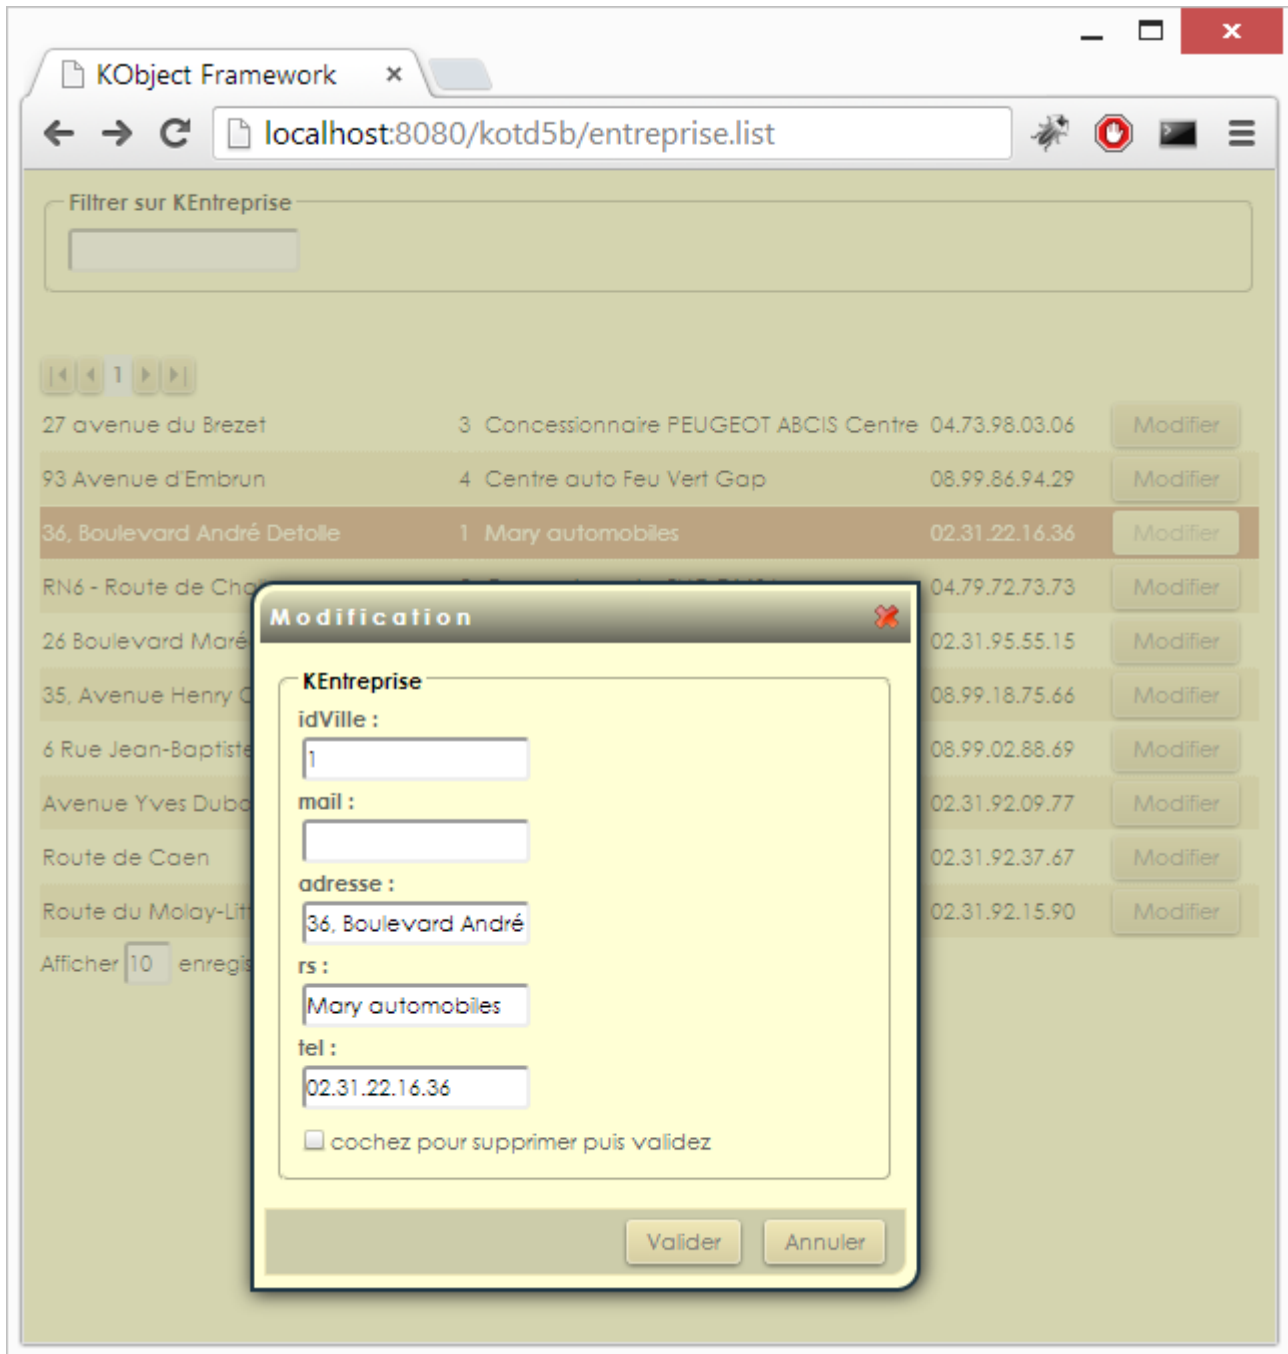 KObject Framework
localhost:8080/kotd5b/entreprise.list
Filtrer sur KEntreprise
1
27 avenue du Brezet 3 Concessionnaire PEUGEOT ABCIS Centre 04.73.98.03.06 Modifier
93 Avenue d'Embrun 4 Centre auto Feu Vert Gap 08.99.86.94.29 Modifier
36, Boulevard André Detolle 1 Mary automobiles 02.31.22.16.36 Modifier
RN6 - Route de 04.79.72.73.73 Modifier
26 Boulevard 02.31.95.55.15 Modifier
35, Avenue Henry 08.99.18.75.66 Modifier
6 Rue Jean-Baptiste 08.99.02.88.69 Modifier
Avenue Yves 02.31.92.09.77 Modifier
Route de Caen 02.31.92.37.67 Modifier
Route du 02.31.92.15.90 Modifier
Afficher 10
Modification
KEntreprise
idVille :
1
mail :
adresse :
36, Boulevard André
rs :
Mary automobiles
tel :
02.31.22.16.36
cochez pour supprimer puis validez
Valider Annuler